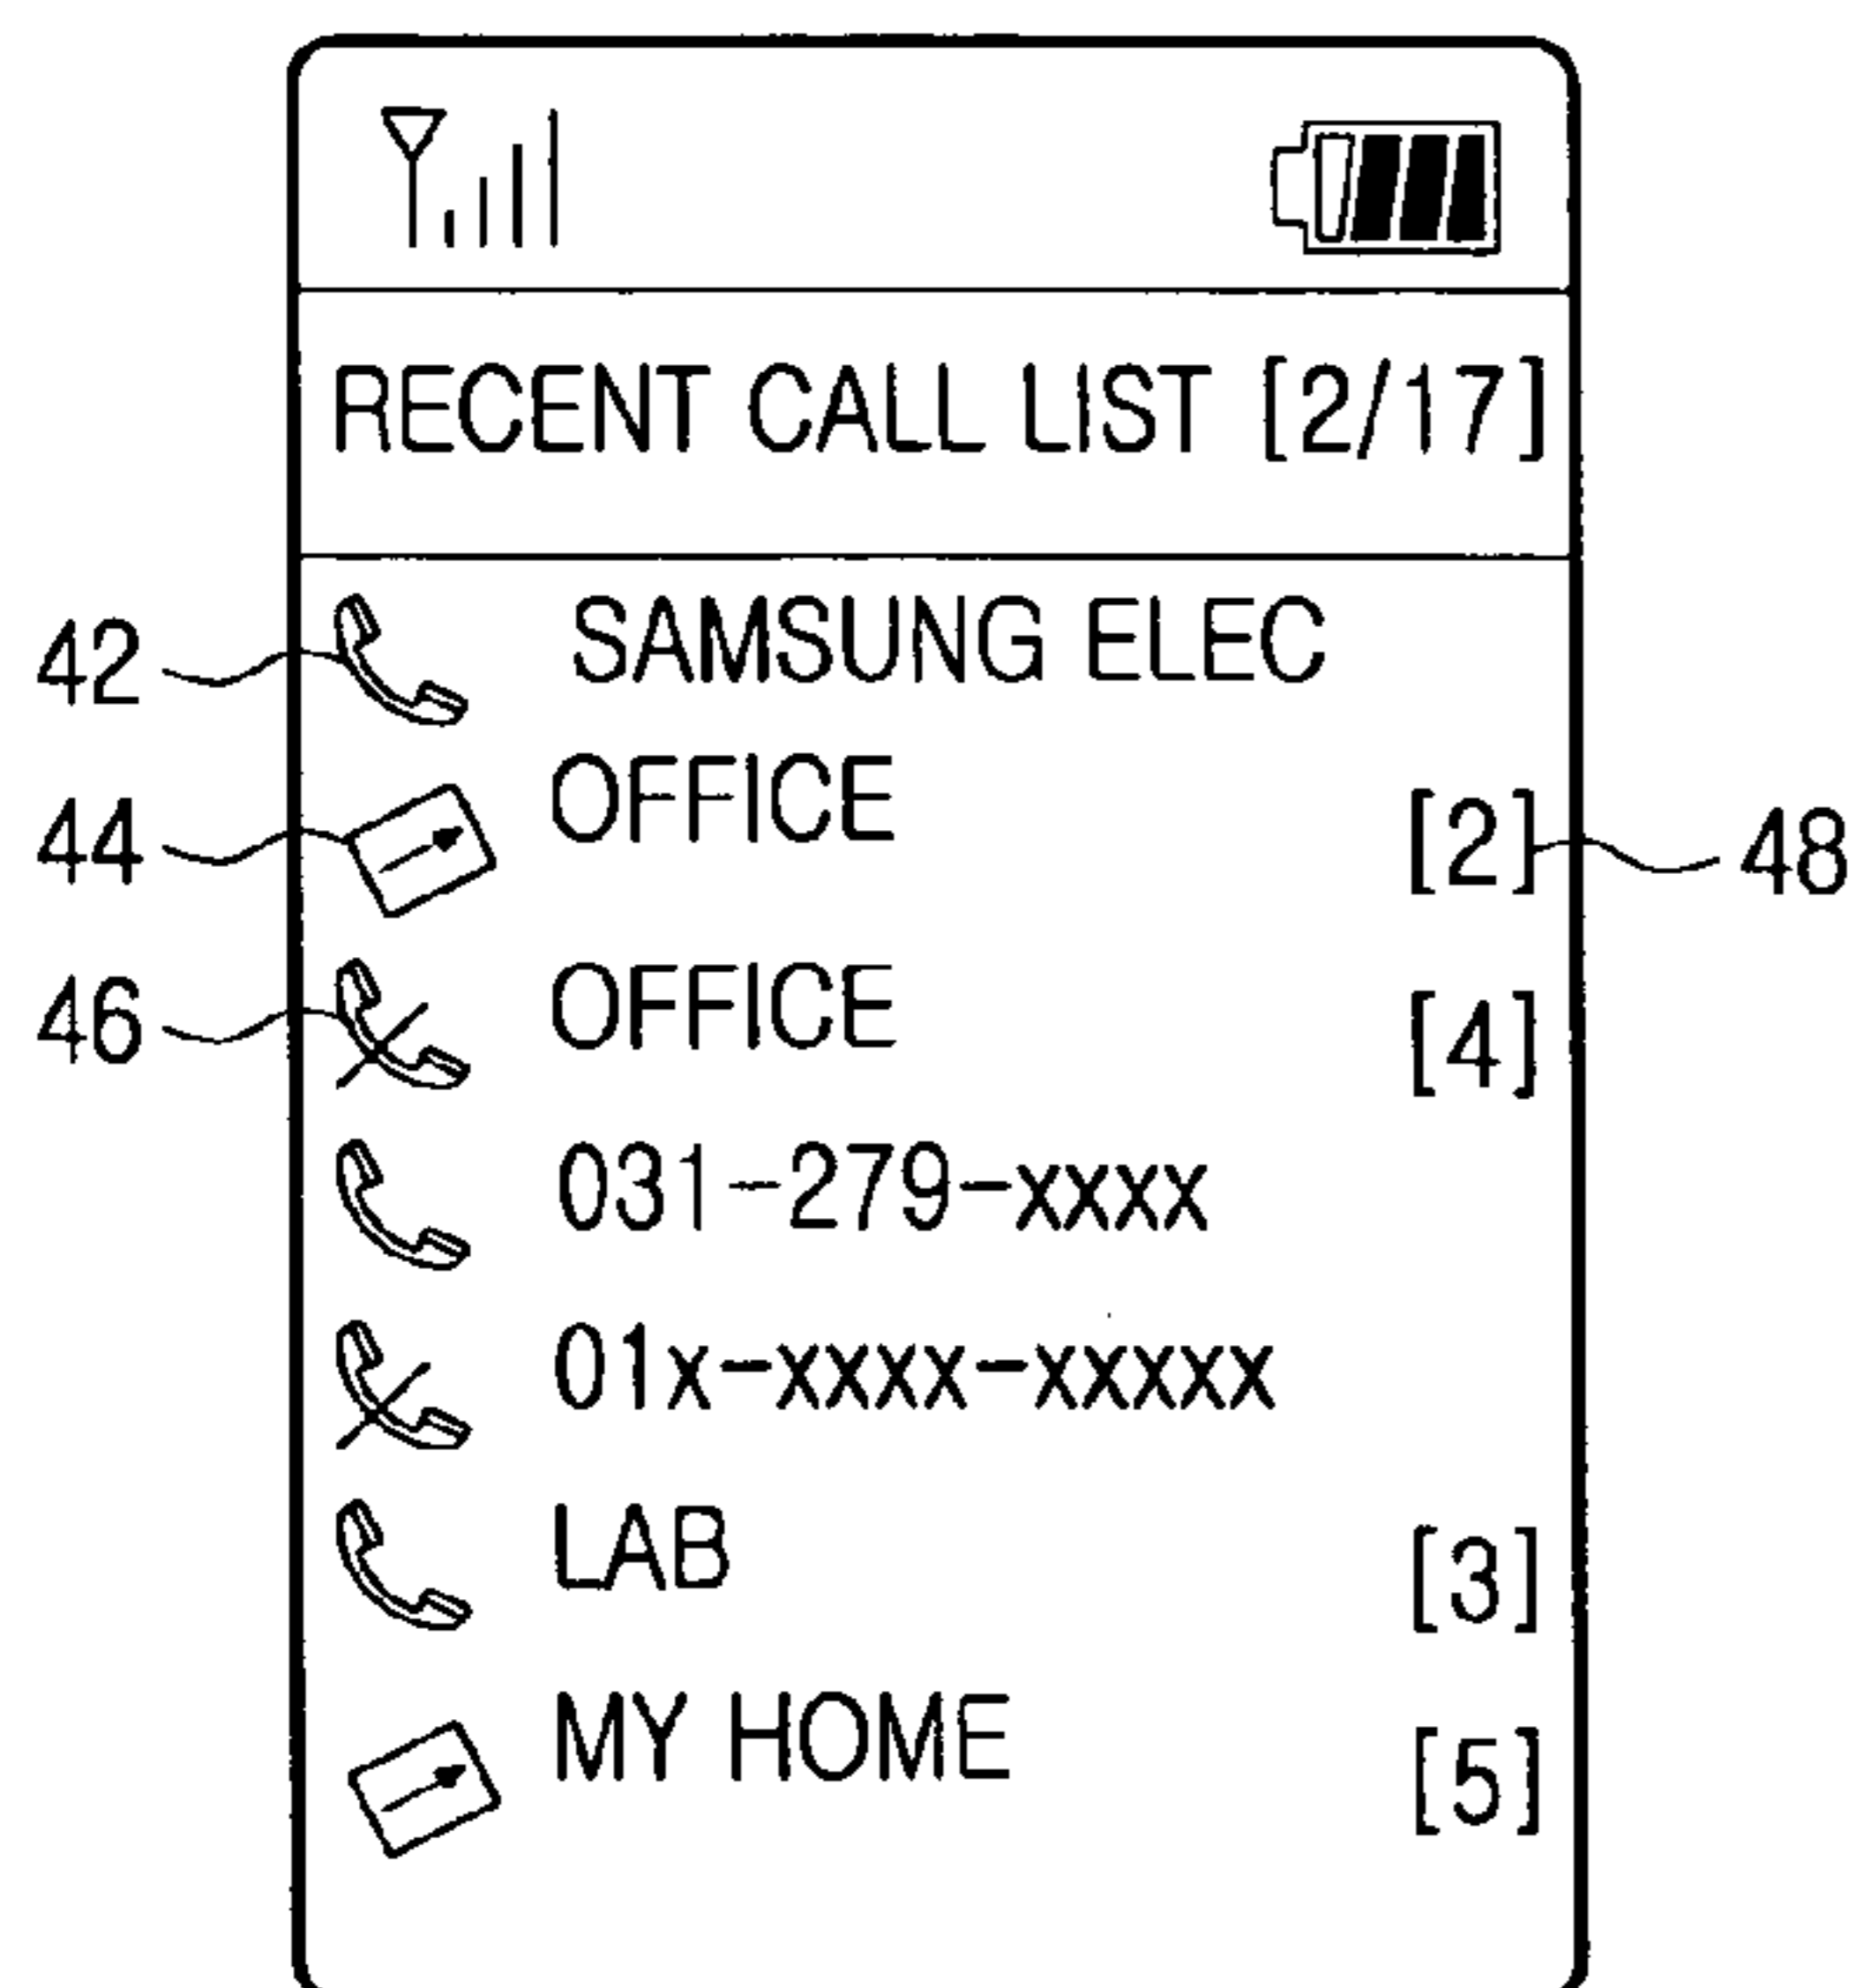 RECENT CALL LIST [2/17]
42 SAMSUNG ELEC
44 OFFICE [2] 48
46 OFFICE [4]
031-279-xxxx
01x-xxxx-xxxxx
LAB [3]
MY HOME [5]